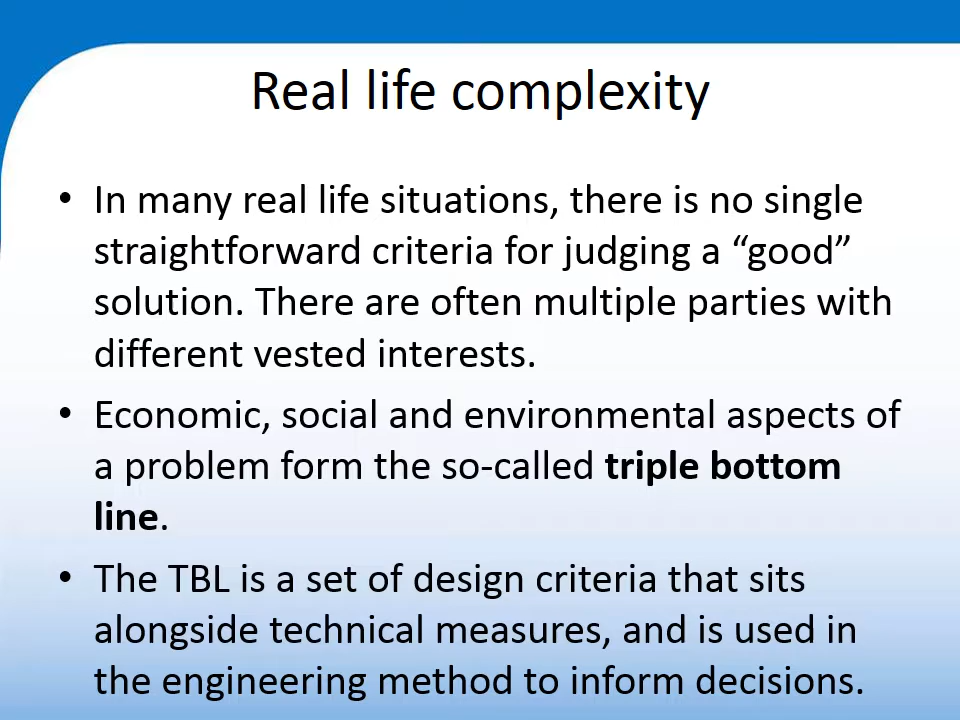 Real life complexity
• In many real life situations, there is no single
straightforward criteria for judging a “good”
solution. There are often multiple parties with
different vested interests.
• Economic, social and environmental aspects of
a problem form the so-called triple bottom
line.
• The TBL is a set of design criteria that sits
alongside technical measures, and is used in
the engineering method to inform decisions.